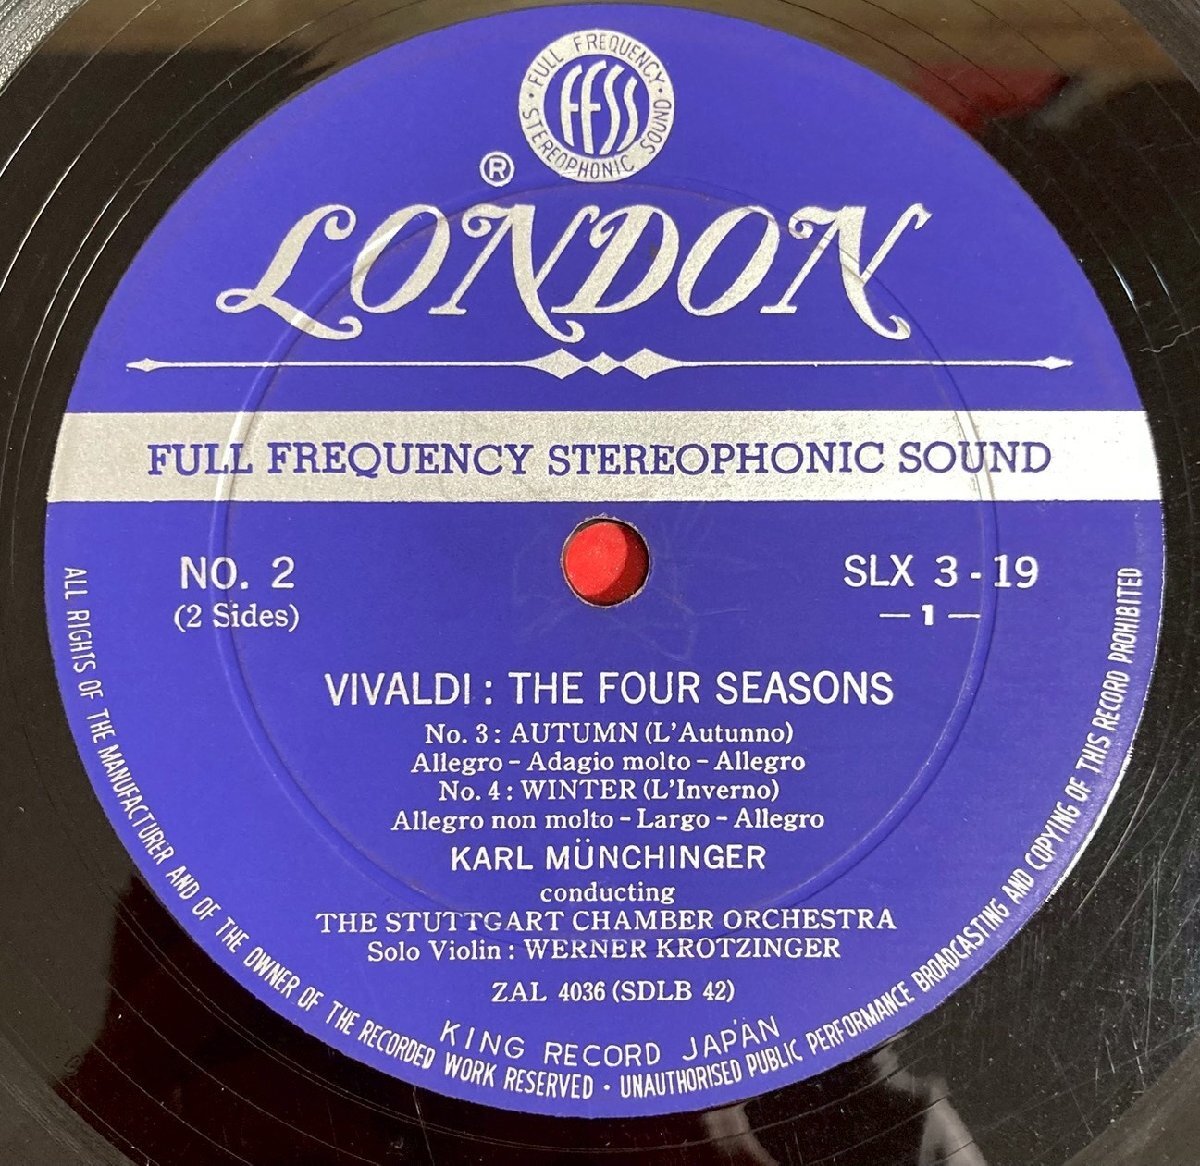 FULL FREQUENCY
· STEREOPHONIC SOUND ·
FFSS
®
LONDON
FULL FREQUENCY STEREOPHONIC SOUND
NO. 2
(2 Sides)
SLX 3 - 19
— 1 —
VIVALDI : THE FOUR SEASONS
No. 3 : AUTUMN (L'Autunno)
Allegro – Adagio molto – Allegro
No. 4 : WINTER (L'Inverno)
Allegro non molto – Largo – Allegro
KARL MÜNCHINGER
conducting
THE STUTTGART CHAMBER ORCHESTRA
Solo Violin : WERNER KROTZINGER
ZAL 4036 (SDLB 42)
KING RECORD JAPAN
ALL RIGHTS OF THE MANUFACTURER AND OF THE OWNER OF THE RECORDED WORK RESERVED · UNAUTHORISED PUBLIC PERFORMANCE BROADCASTING AND COPYING OF THIS RECORD PROHIBITED